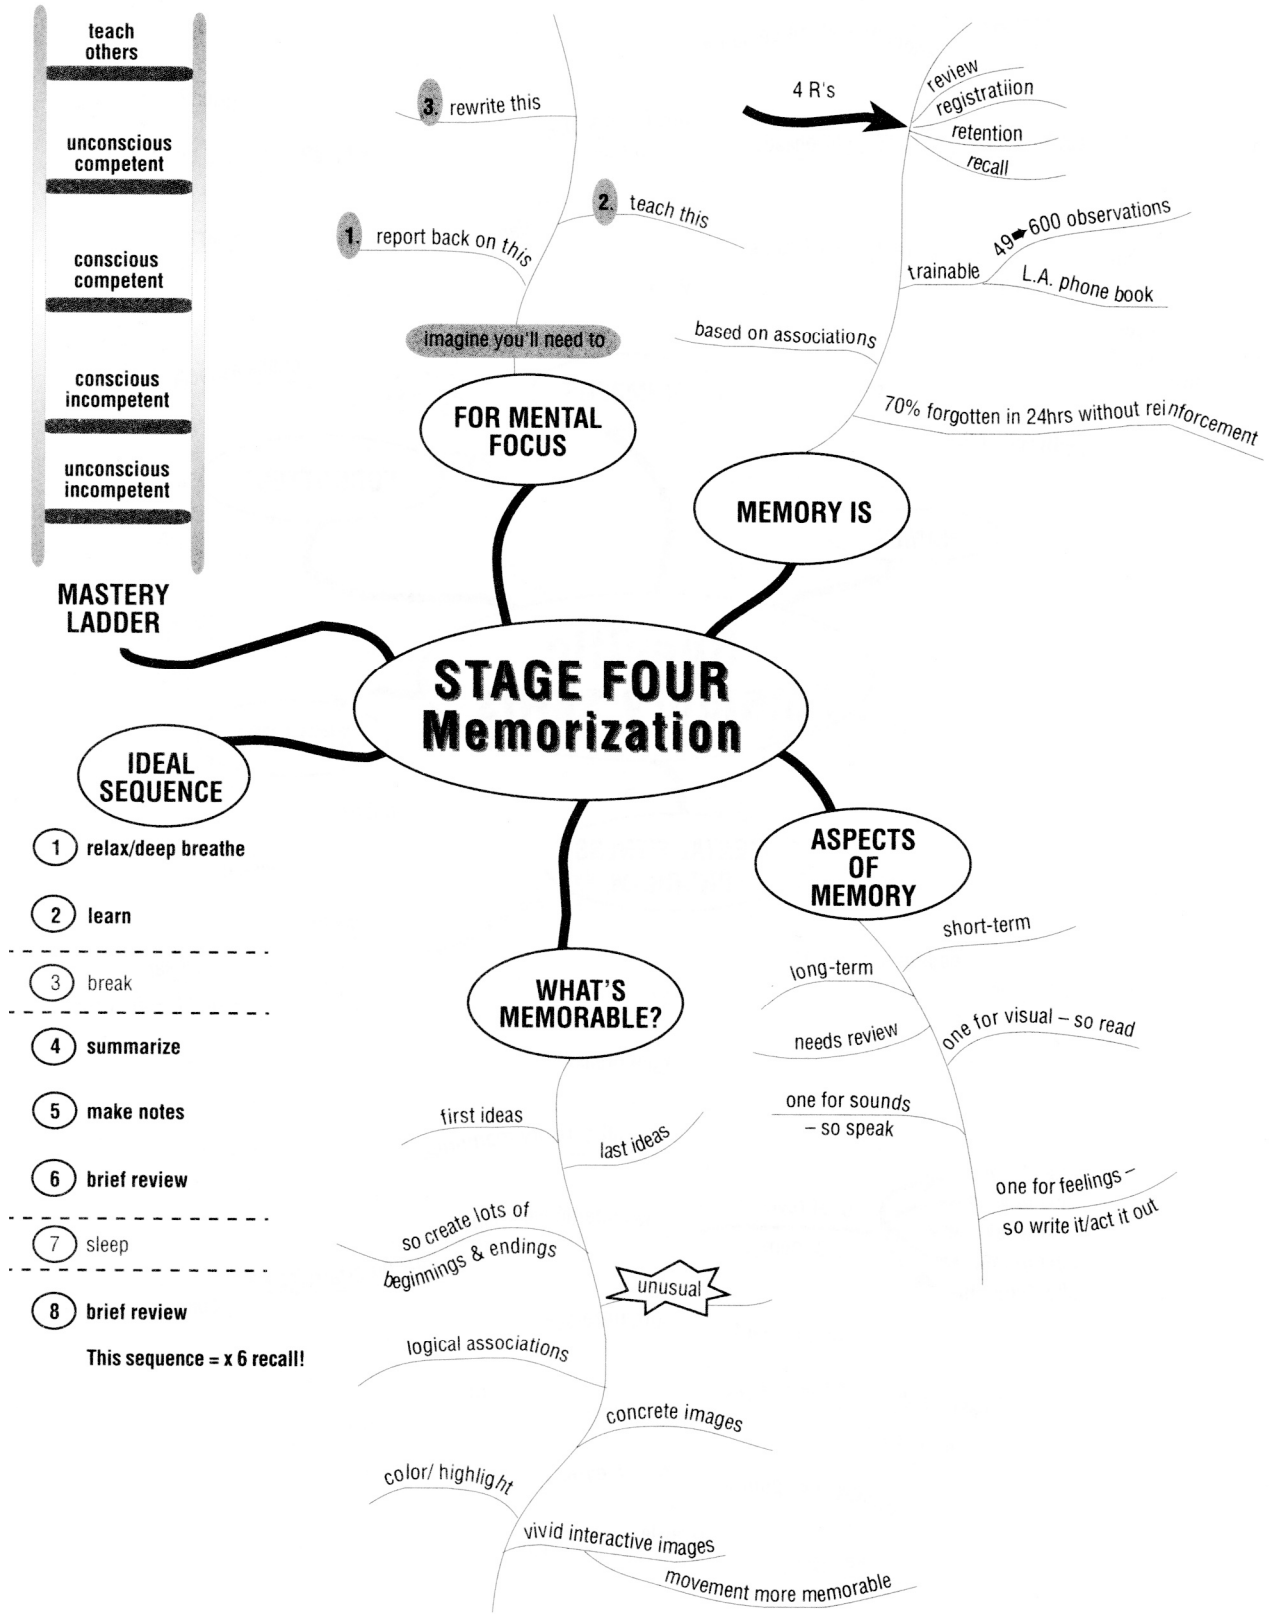 teach
others
unconscious
competent
conscious
competent
conscious
incompetent
unconscious
incompetent
MASTERY
LADDER
3. rewrite this
2. teach this
1. report back on this
imagine you'll need to
FOR MENTAL
FOCUS
4 R's
review
registratiion
retention
recall
49➨600 observations
trainable
L.A. phone book
based on associations
70% forgotten in 24hrs without reinforcement
MEMORY IS
STAGE FOUR
Memorization
IDEAL
SEQUENCE
1 relax/deep breathe
2 learn
3 break
4 summarize
5 make notes
6 brief review
7 sleep
8 brief review
This sequence = x 6 recall!
WHAT'S
MEMORABLE?
first ideas
last ideas
so create lots of
beginnings & endings
unusual
logical associations
concrete images
color/ highlight
vivid interactive images
movement more memorable
ASPECTS
OF
MEMORY
short-term
long-term
needs review
one for visual – so read
one for sounds
– so speak
one for feelings –
so write it/act it out